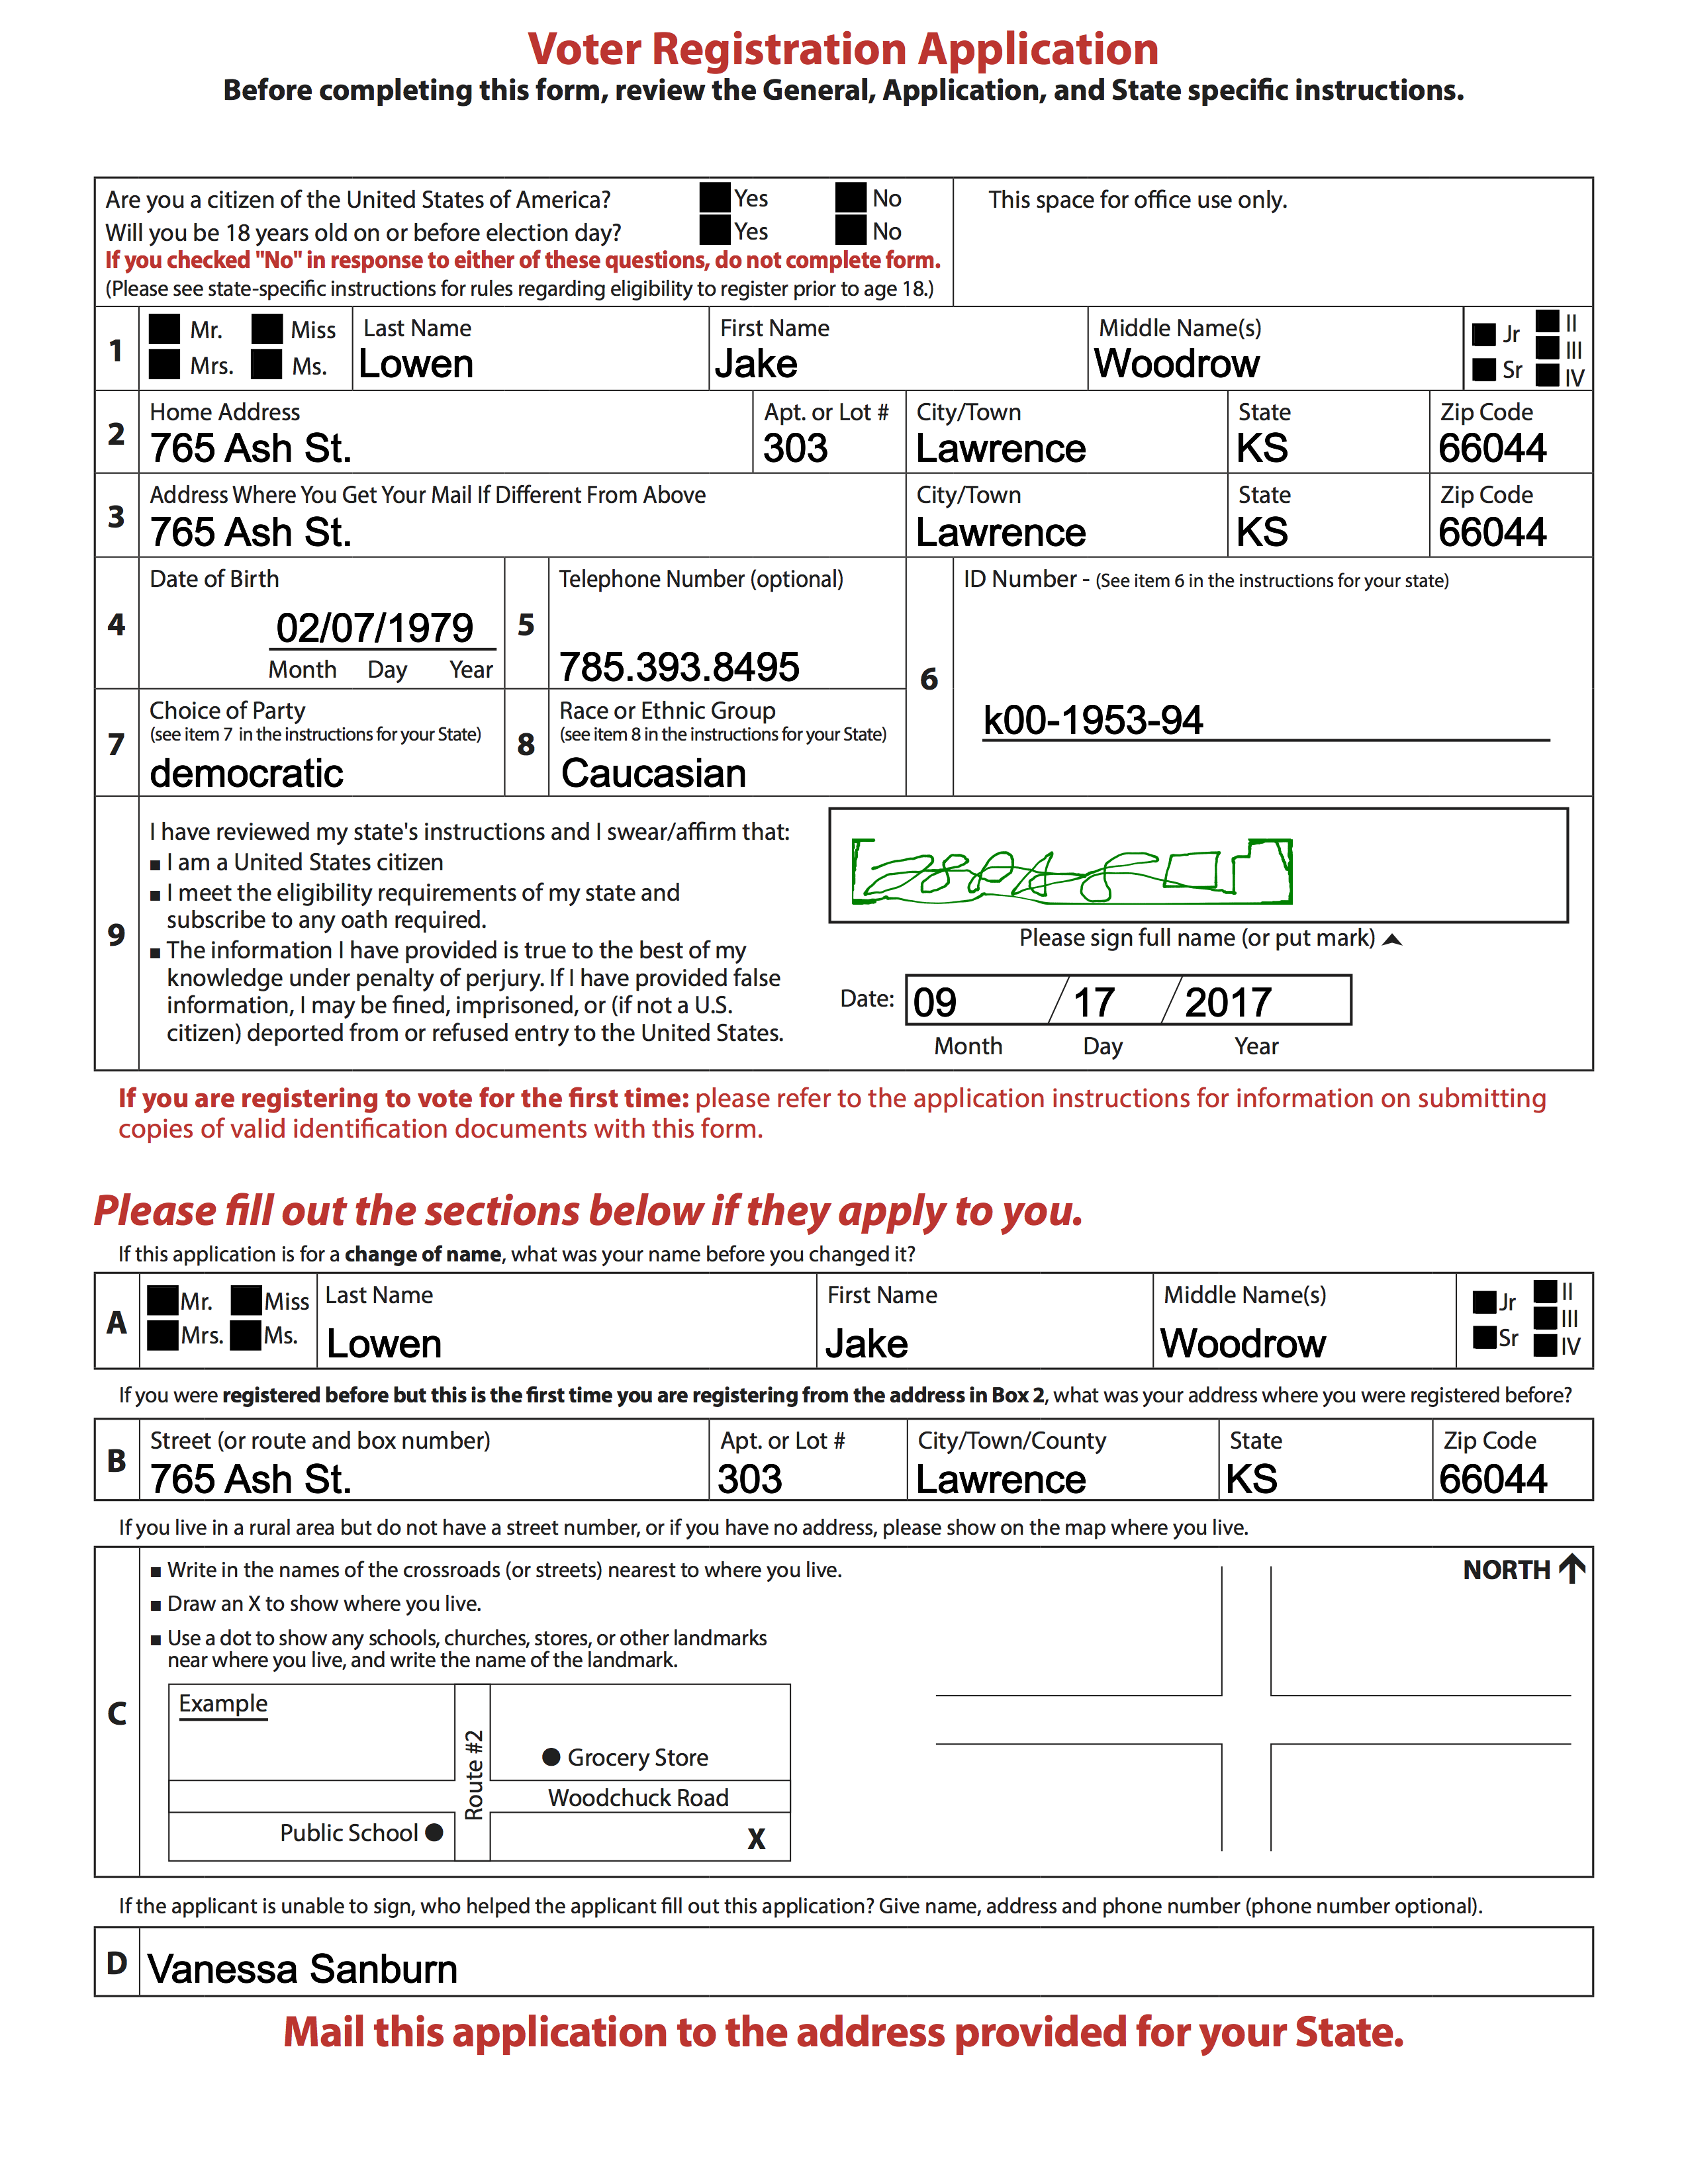 Voter Registration Application
Before completing this form, review the General, Application, and State specific instructions.
Are you a citizen of the United States of America? Yes No
This space for office use only.
Will you be 18 years old on or before election day? Yes No
If you checked "No" in response to either of these questions, do not complete form.
(Please see state-specific instructions for rules regarding eligibility to register prior to age 18.)
1 Mr. Miss Last Name First Name Middle Name(s) Jr II
Mrs. Ms. Lowen Jake Woodrow Sr III
IV
2 Home Address Apt. or Lot # City/Town State Zip Code
765 Ash St. 303 Lawrence KS 66044
3 Address Where You Get Your Mail If Different From Above City/Town State Zip Code
765 Ash St. Lawrence KS 66044
4 Date of Birth
02/07/1979
Month Day Year
5 Telephone Number (optional)
785.393.8495
6 ID Number - (See item 6 in the instructions for your state)
k00-1953-94
7 Choice of Party
(see item 7 in the instructions for your State)
democratic
8 Race or Ethnic Group
(see item 8 in the instructions for your State)
Caucasian
9 I have reviewed my state's instructions and I swear/affirm that:
■ I am a United States citizen
■ I meet the eligibility requirements of my state and
subscribe to any oath required.
■ The information I have provided is true to the best of my
knowledge under penalty of perjury. If I have provided false
information, I may be fined, imprisoned, or (if not a U.S.
citizen) deported from or refused entry to the United States.
Please sign full name (or put mark)
Date: 09 / 17 / 2017
Month Day Year
If you are registering to vote for the first time: please refer to the application instructions for information on submitting
copies of valid identification documents with this form.
Please fill out the sections below if they apply to you.
If this application is for a change of name, what was your name before you changed it?
A Mr. Miss Last Name First Name Middle Name(s) Jr II
Mrs. Ms. Lowen Jake Woodrow Sr III
IV
If you were registered before but this is the first time you are registering from the address in Box 2, what was your address where you were registered before?
B Street (or route and box number) Apt. or Lot # City/Town/County State Zip Code
765 Ash St. 303 Lawrence KS 66044
If you live in a rural area but do not have a street number, or if you have no address, please show on the map where you live.
C ■ Write in the names of the crossroads (or streets) nearest to where you live.
■ Draw an X to show where you live.
■ Use a dot to show any schools, churches, stores, or other landmarks
near where you live, and write the name of the landmark.
NORTH
Example
Route #2
Grocery Store
Woodchuck Road
Public School
X
If the applicant is unable to sign, who helped the applicant fill out this application? Give name, address and phone number (phone number optional).
D Vanessa Sanburn
Mail this application to the address provided for your State.